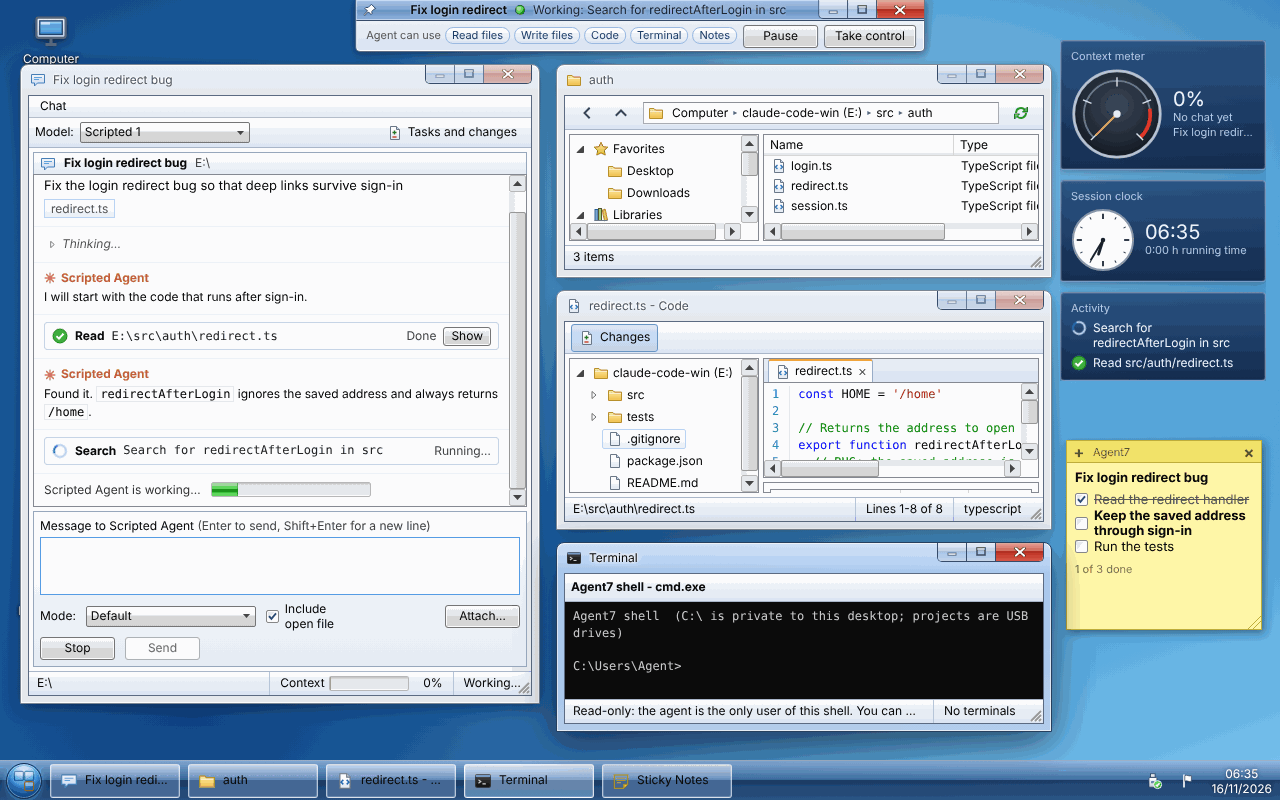 Computer
Fix login redirect Working: Search for redirectAfterLogin in src
Agent can use Read files Write files Code Terminal Notes Pause Take control
Fix login redirect bug
Chat
Model: Scripted 1 Tasks and changes
Fix login redirect bug E:\
Fix the login redirect bug so that deep links survive sign-in
redirect.ts
Thinking...
Scripted Agent
I will start with the code that runs after sign-in.
Read E:\src\auth\redirect.ts Done Show
Scripted Agent
Found it. redirectAfterLogin ignores the saved address and always returns
/home.
Search Search for redirectAfterLogin in src Running...
Scripted Agent is working...
Message to Scripted Agent (Enter to send, Shift+Enter for a new line)
Mode: Default Include open file Attach...
Stop Send
E:\ Context 0% Working...
auth
Computer claude-code-win (E:) src auth
Favorites
Desktop
Downloads
Libraries
Name Type
login.ts TypeScript file
redirect.ts TypeScript file
session.ts TypeScript file
3 items
redirect.ts - Code
Changes
claude-code-win (E:)
src
tests
.gitignore
package.json
README.md
redirect.ts ×
1 const HOME = '/home'
2
3 // Returns the address to open
4 export function redirectAfterLo
E:\src\auth\redirect.ts Lines 1-8 of 8 typescript
Terminal
Agent7 shell - cmd.exe
Agent7 shell (C:\ is private to this desktop; projects are USB
drives)
C:\Users\Agent>
Read-only: the agent is the only user of this shell. You can ... No terminals
Context meter
0%
No chat yet
Fix login redir...
Session clock
06:35
0:00 h running time
Activity
Search for
redirectAfterLogin in src
Read src/auth/redirect.ts
+ Agent7 ×
Fix login redirect bug
Read the redirect handler
Keep the saved address
through sign-in
Run the tests
1 of 3 done
Fix login redi... auth redirect.ts - ... Terminal Sticky Notes
06:35
16/11/2026